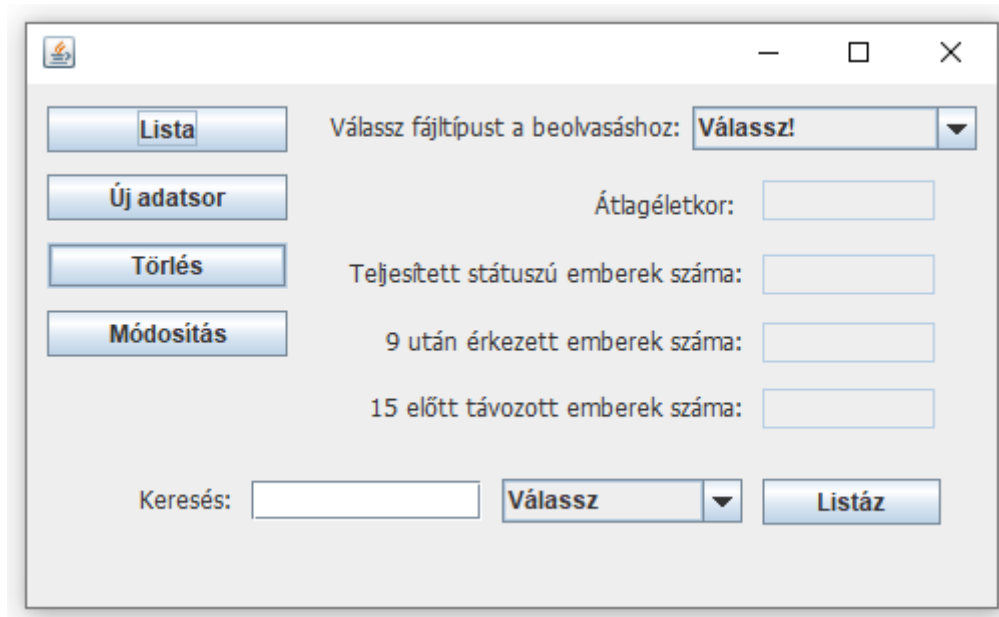 Lista
Válassz fájltípust a beolvasáshoz: Válassz!
Új adatsor
Átlagéletkor:
Törlés
Teljesített státuszú emberek száma:
Módosítás
9 után érkezett emberek száma:
15 előtt távozott emberek száma:
Keresés: Válassz Listáz